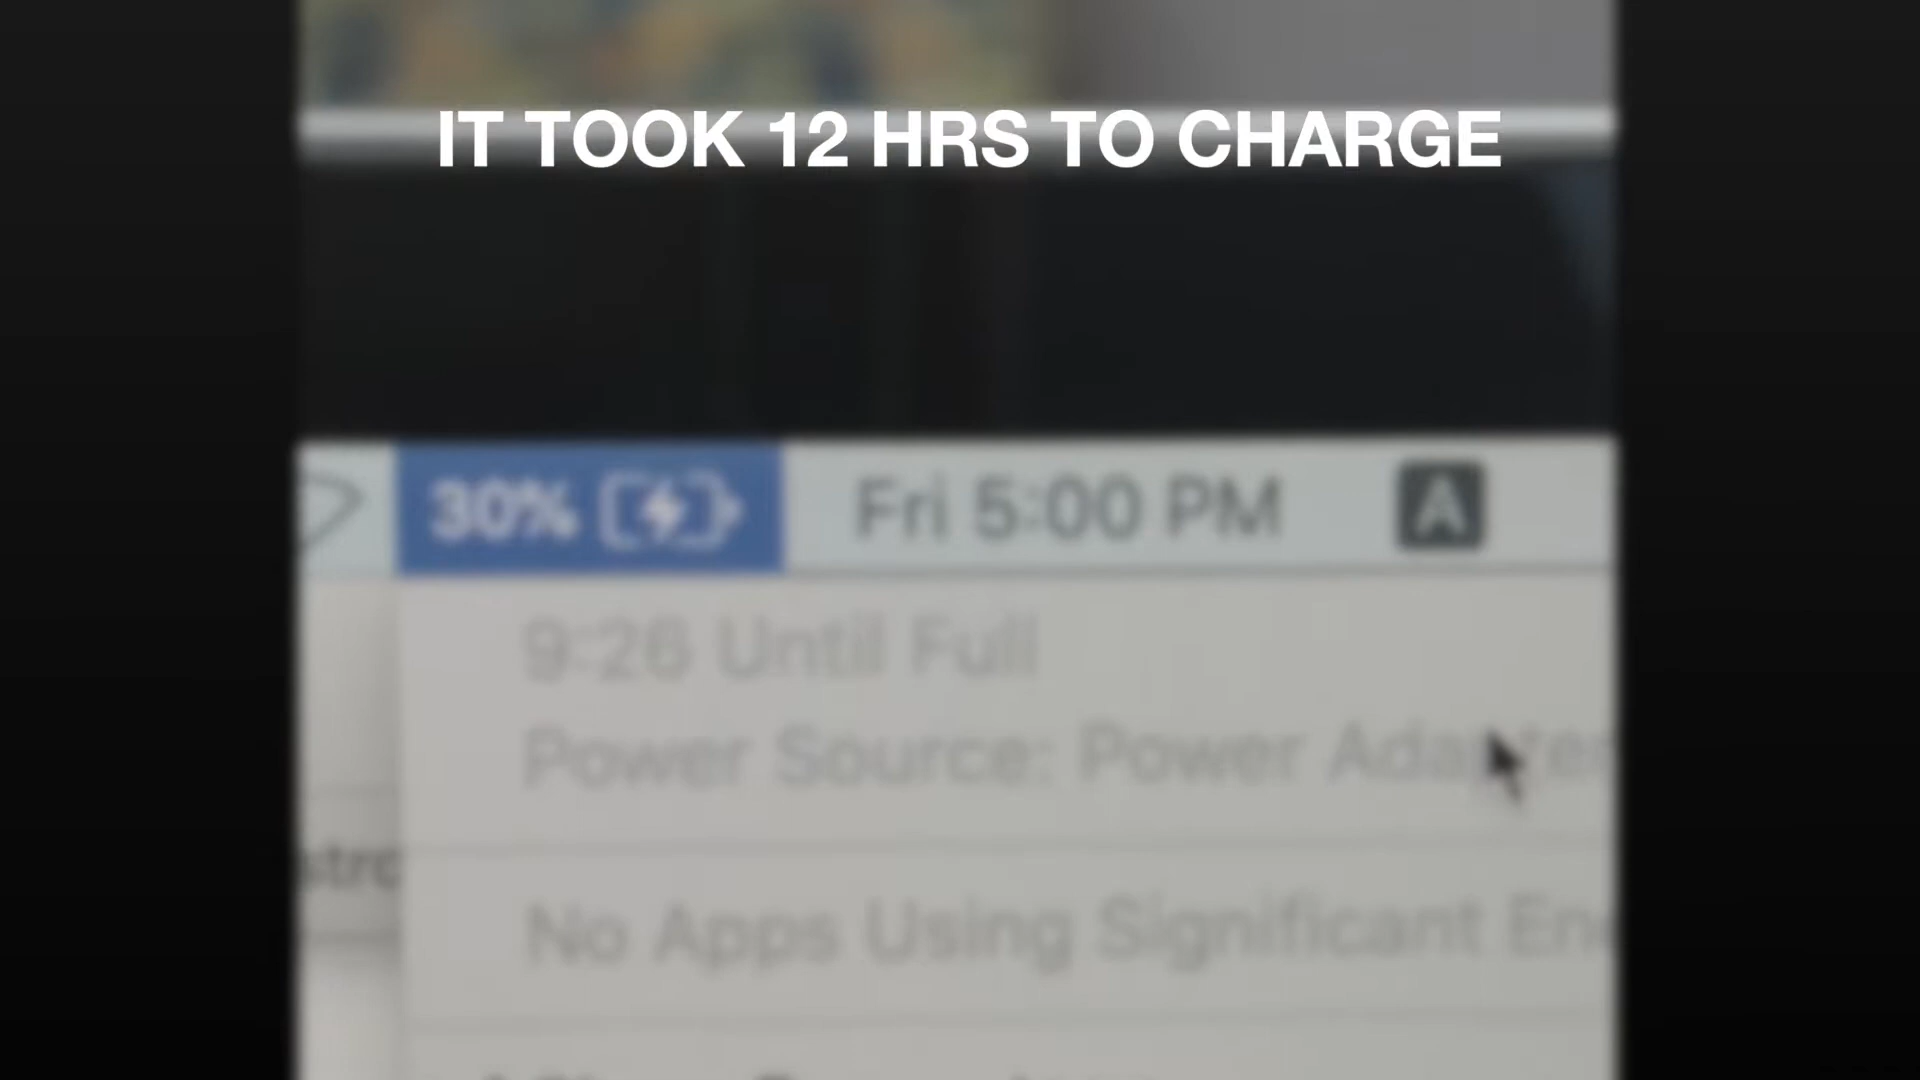 IT TOOK 12 HRS TO CHARGE
30% Fri 5:00 PM A
9:26 Until Full
Power Source: Power Adapter
No Apps Using Significant